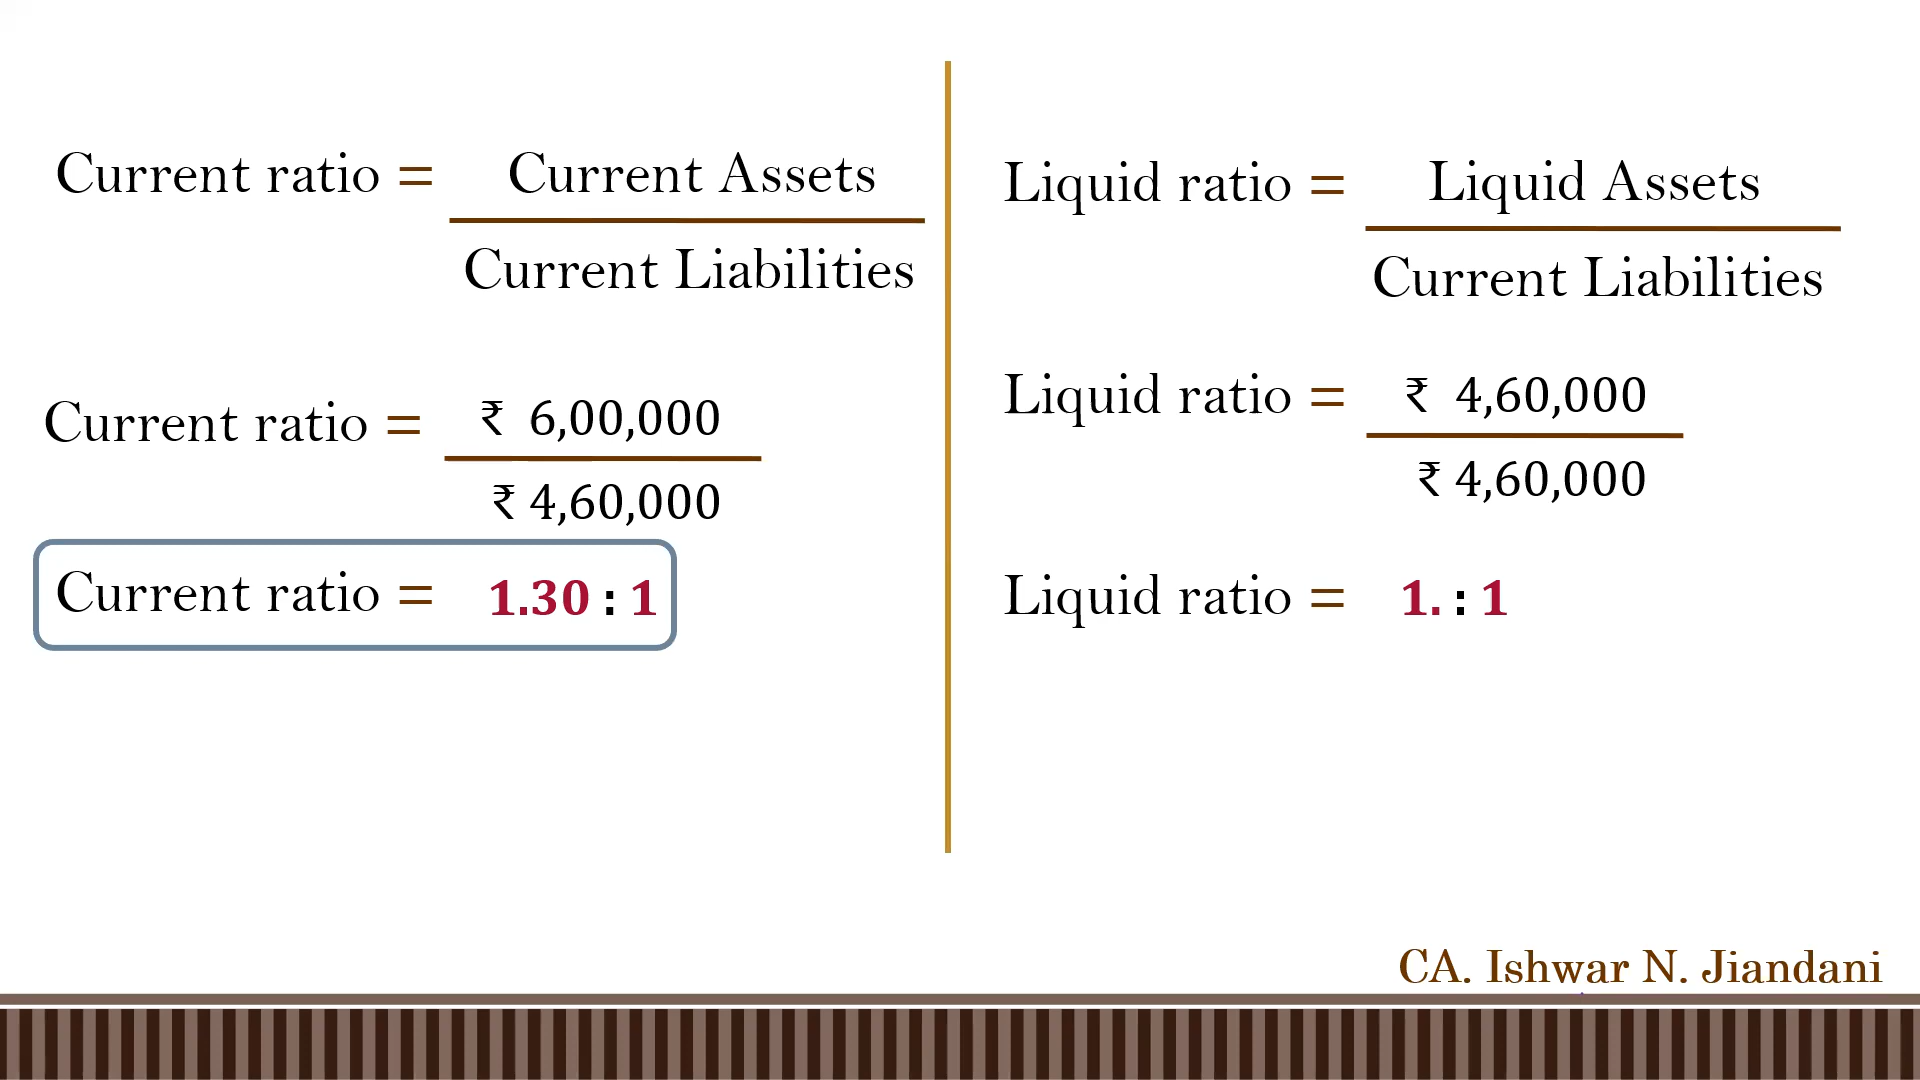 Current ratio = Current Assets
Current Liabilities
Current ratio = ₹ 6,00,000
₹ 4,60,000
Current ratio = 1.30 : 1
Liquid ratio = Liquid Assets
Current Liabilities
Liquid ratio = ₹ 4,60,000
₹ 4,60,000
Liquid ratio = 1. : 1
CA. Ishwar N. Jiandani